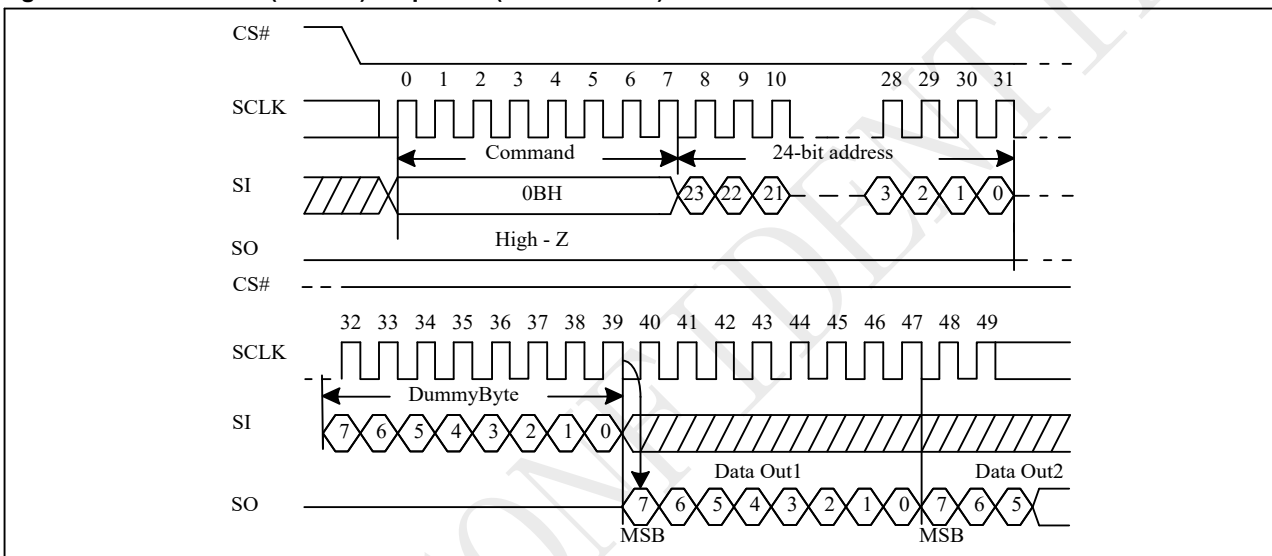 CS#
0 1 2 3 4 5 6 7 8 9 10 28 29 30 31
SCLK
Command 24-bit address
SI 0BH 23 22 21 3 2 1 0
High - Z
SO
CS#
32 33 34 35 36 37 38 39 40 41 42 43 44 45 46 47 48 49
SCLK
DummyByte
SI 7 6 5 4 3 2 1 0
Data Out1 Data Out2
SO 7 6 5 4 3 2 1 0 7 6 5
MSB MSB